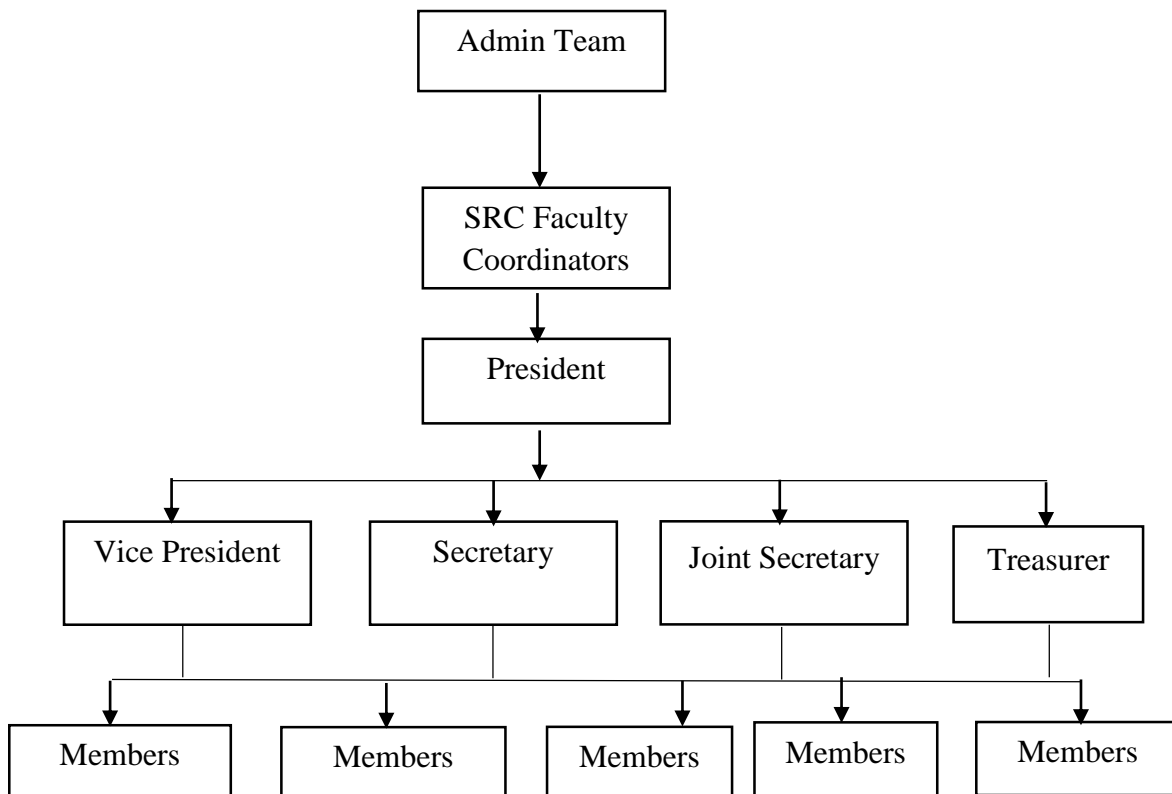 Admin Team
SRC Faculty
Coordinators
President
Vice President
Secretary
Joint Secretary
Treasurer
Members
Members
Members
Members
Members